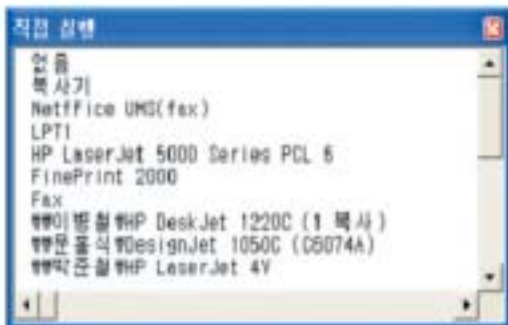 직접 실행
없음
복사기
Netffice UMS(fax)
LPT1
HP LaserJet 5000 Series PCL 6
FinePrint 2000
Fax
₩₩이병철₩HP DeskJet 1220C (1 복사)
₩₩문홍식₩DesignJet 1050C (C6074A)
₩₩박준철₩HP LaserJet 4V